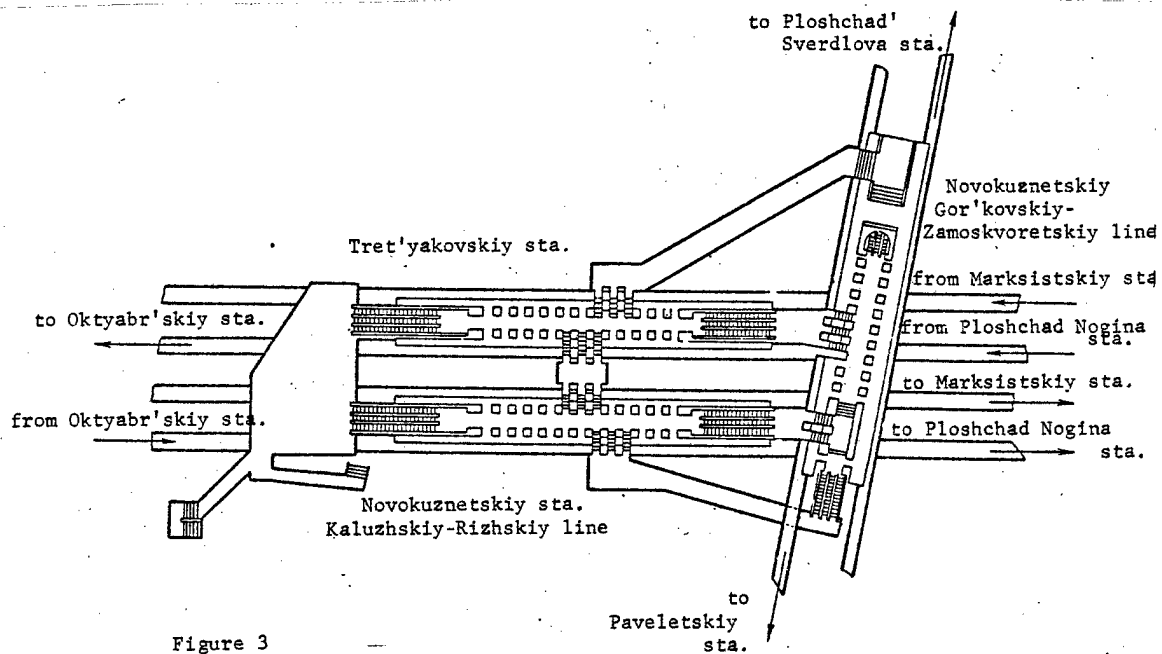 to Ploshchad'
Sverdlova sta.
Novokuznetskiy
Gor'kovskiy-
Zamoskvoretskiy line
Tret'yakovskiy sta.
from Marksistskiy sta
to Oktyabr'skiy sta.
from Ploshchad Nogina
sta.
to Marksistskiy sta.
from Oktyabr'skiy sta.
to Ploshchad Nogina
sta.
Novokuznetskiy sta.
Kaluzhskiy-Rizhskiy line
to
Paveletskiy
sta.
Figure 3